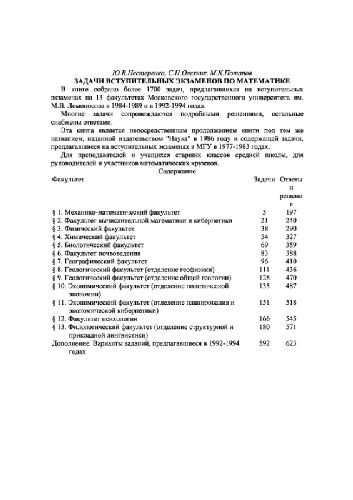 Ю.В.Нестеренко, С.Н.Олехник, М.К.Потапов
ЗАДАЧИ ВСТУПИТЕЛЬНЫХ ЭКЗАМЕНОВ ПО МАТЕМАТИКЕ
В книге собрано более 1700 задач, предлагавшихся на вступительных
экзаменах на 13 факультетах Московского государственного университета им.
М.В. Ломоносова в 1984-1989 и в 1992-1994 годах.
Многие задачи сопровождаются подробными решениями, остальные
снабжены ответами.
Эта книга является непосредственным продолжением книги под тем же
названием, изданной издательством "Наука" в 1986 году и содержащей задачи,
предлагавшиеся на вступительных экзаменах в МГУ в 1977-1983 годах.
Для преподавателей и учащихся старших классов средней школы, для
руководителей и участников математических кружков.
Содержание
Факультет Задачи Ответы
и
решени
я
§ 1. Механико-математический факультет 5 197
§ 2. Факультет вычислительной математики и кибернетики 21 240
§ 3. Физический факультет 38 290
§ 4. Химический факультет 54 327
§ 5. Биологический факультет 69 359
§ 6. Факультет почвоведения 83 388
§ 7. Географический факультет 96 410
§ 8. Геологический факультет (отделение геофизики) 111 436
§ 9. Геологический факультет (отделение общей геологии) 128 470
§ 10. Экономический факультет (отделение политической 135 487
экономии)
§ 11. Экономический факультет (отделение планирования и 151 518
экономической кибернетики)
§ 12. Факультет психологии 166 545
§ 13. Филологический факультет (отделение структурной и 180 571
прикладной лингвистики)
Дополнение. Варианты заданий, предлагавшиеся в 1992-1994 592 623
годах